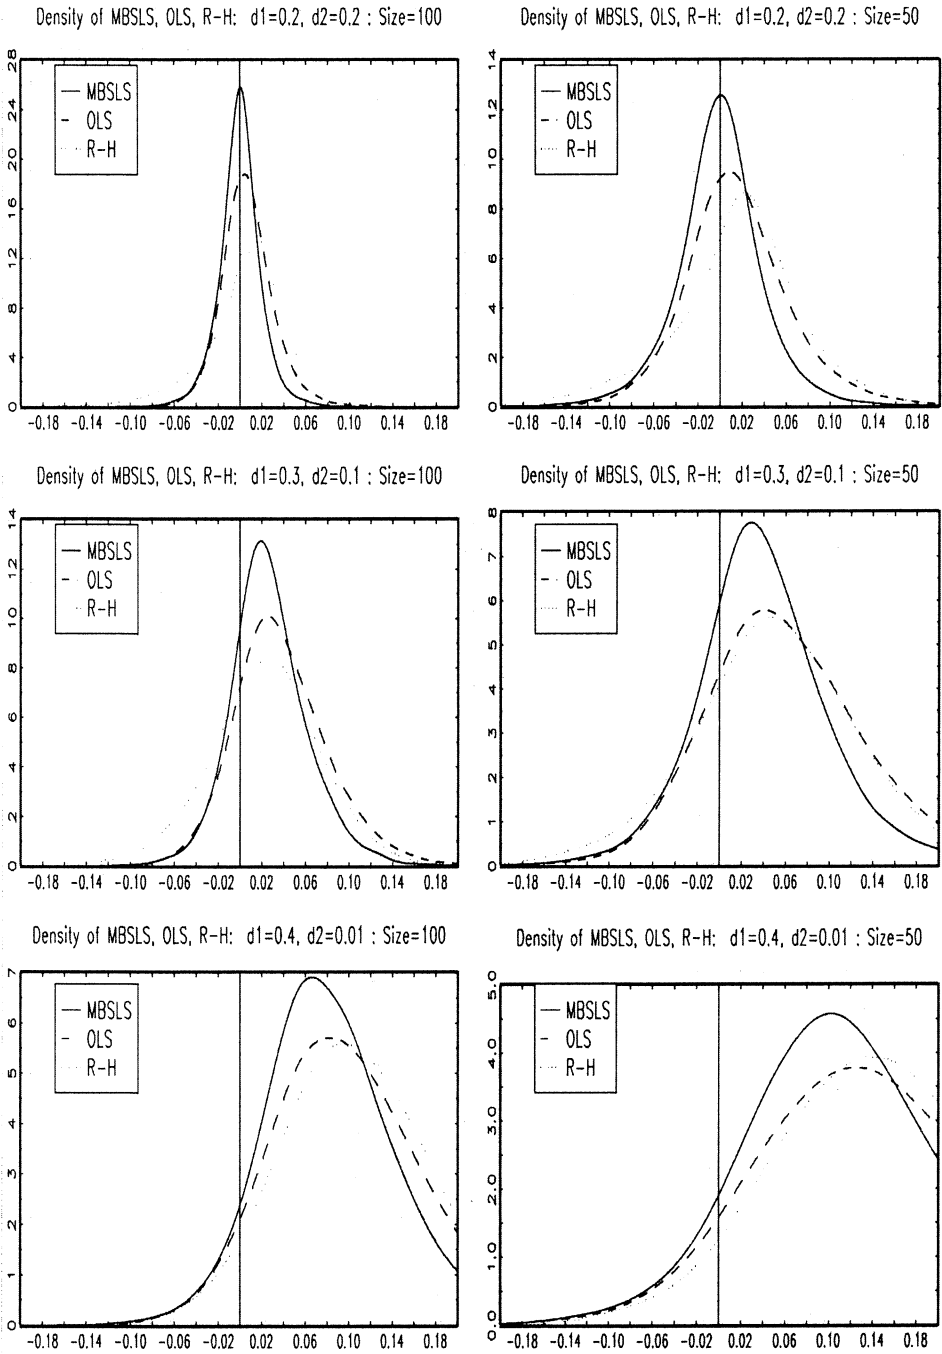 Density of MBSLS, OLS, R-H: d1=0.2, d2=0.2 : Size=100
28
24
20
16
12
8
4
0
MBSLS
OLS
R-H
-0.18 -0.14 -0.10 -0.06 -0.02 0.02 0.06 0.10 0.14 0.18
Density of MBSLS, OLS, R-H: d1=0.2, d2=0.2 : Size=50
14
12
10
8
6
4
2
0
MBSLS
OLS
R-H
-0.18 -0.14 -0.10 -0.06 -0.02 0.02 0.06 0.10 0.14 0.18
Density of MBSLS, OLS, R-H: d1=0.3, d2=0.1 : Size=100
14
12
10
8
6
4
2
0
MBSLS
OLS
R-H
-0.18 -0.14 -0.10 -0.06 -0.02 0.02 0.06 0.10 0.14 0.18
Density of MBSLS, OLS, R-H: d1=0.3, d2=0.1 : Size=50
8
7
6
5
4
3
2
1
0
MBSLS
OLS
R-H
-0.18 -0.14 -0.10 -0.06 -0.02 0.02 0.06 0.10 0.14 0.18
Density of MBSLS, OLS, R-H: d1=0.4, d2=0.01 : Size=100
7
6
5
4
3
2
1
0
MBSLS
OLS
R-H
-0.18 -0.14 -0.10 -0.06 -0.02 0.02 0.06 0.10 0.14 0.18
Density of MBSLS, OLS, R-H: d1=0.4, d2=0.01 : Size=50
5.0
4.0
3.0
2.0
1.0
0.0
MBSLS
OLS
R-H
-0.18 -0.14 -0.10 -0.06 -0.02 0.02 0.06 0.10 0.14 0.18